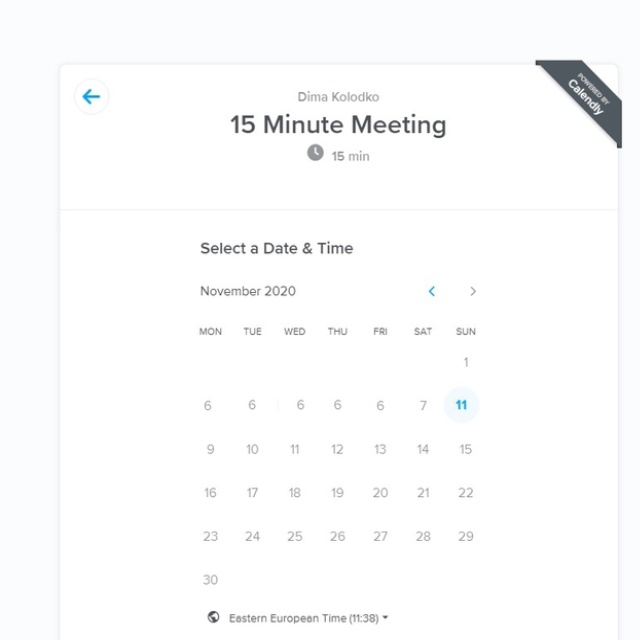 POWERED BY
Calendly
Dima Kolodko
15 Minute Meeting
15 min
Select a Date & Time
November 2020
MON TUE WED THU FRI SAT SUN
1
6 6 6 6 6 7 11
9 10 11 12 13 14 15
16 17 18 19 20 21 22
23 24 25 26 27 28 29
30
Eastern European Time (11:38)